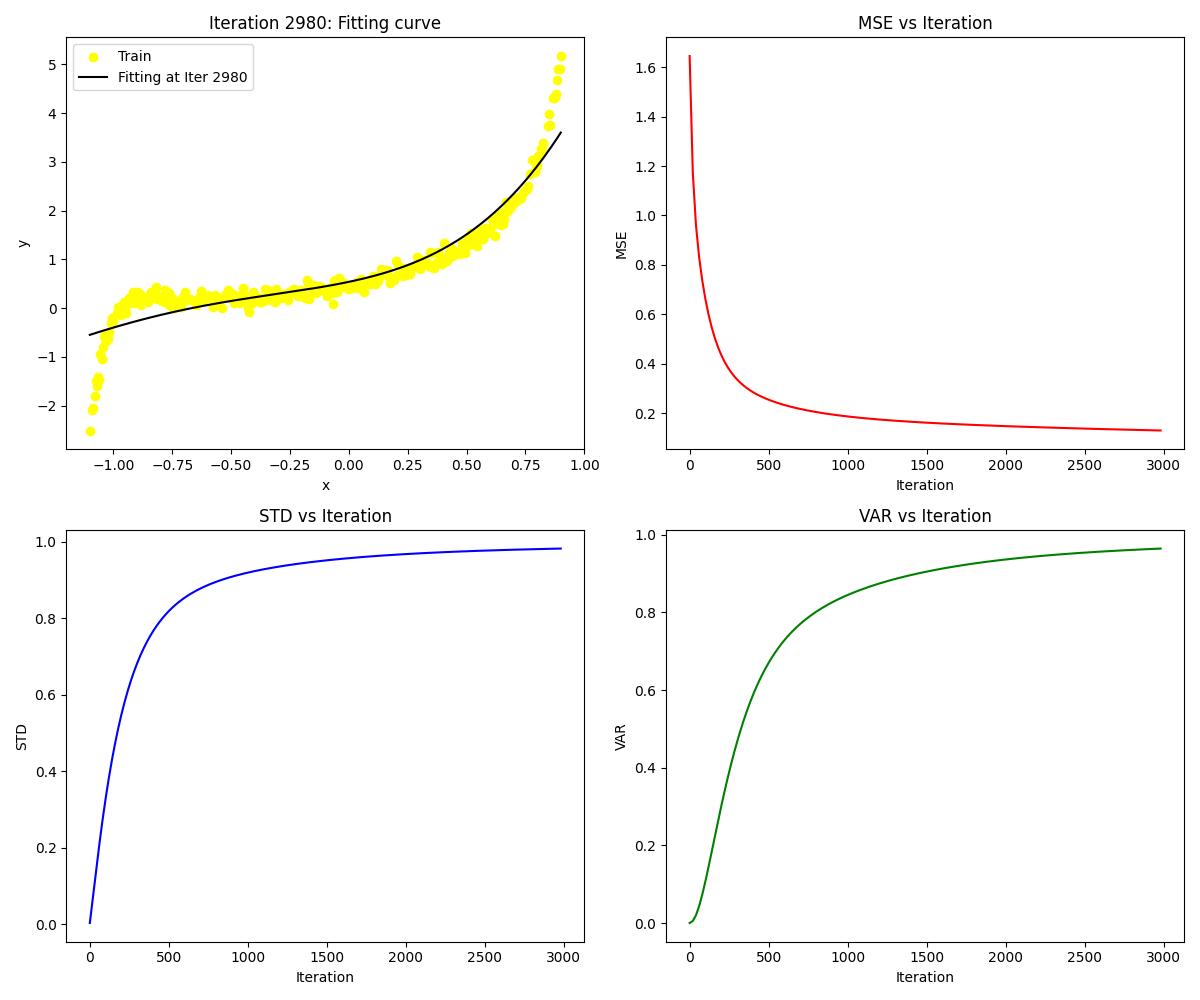 Iteration 2980: Fitting curve
Train
Fitting at Iter 2980
y
5
4
3
2
1
0
−1
−2
−1.00 −0.75 −0.50 −0.25 0.00 0.25 0.50 0.75 1.00
x
MSE vs Iteration
MSE
1.6
1.4
1.2
1.0
0.8
0.6
0.4
0.2
0 500 1000 1500 2000 2500 3000
Iteration
STD vs Iteration
STD
1.0
0.8
0.6
0.4
0.2
0.0
0 500 1000 1500 2000 2500 3000
Iteration
VAR vs Iteration
VAR
1.0
0.8
0.6
0.4
0.2
0.0
0 500 1000 1500 2000 2500 3000
Iteration